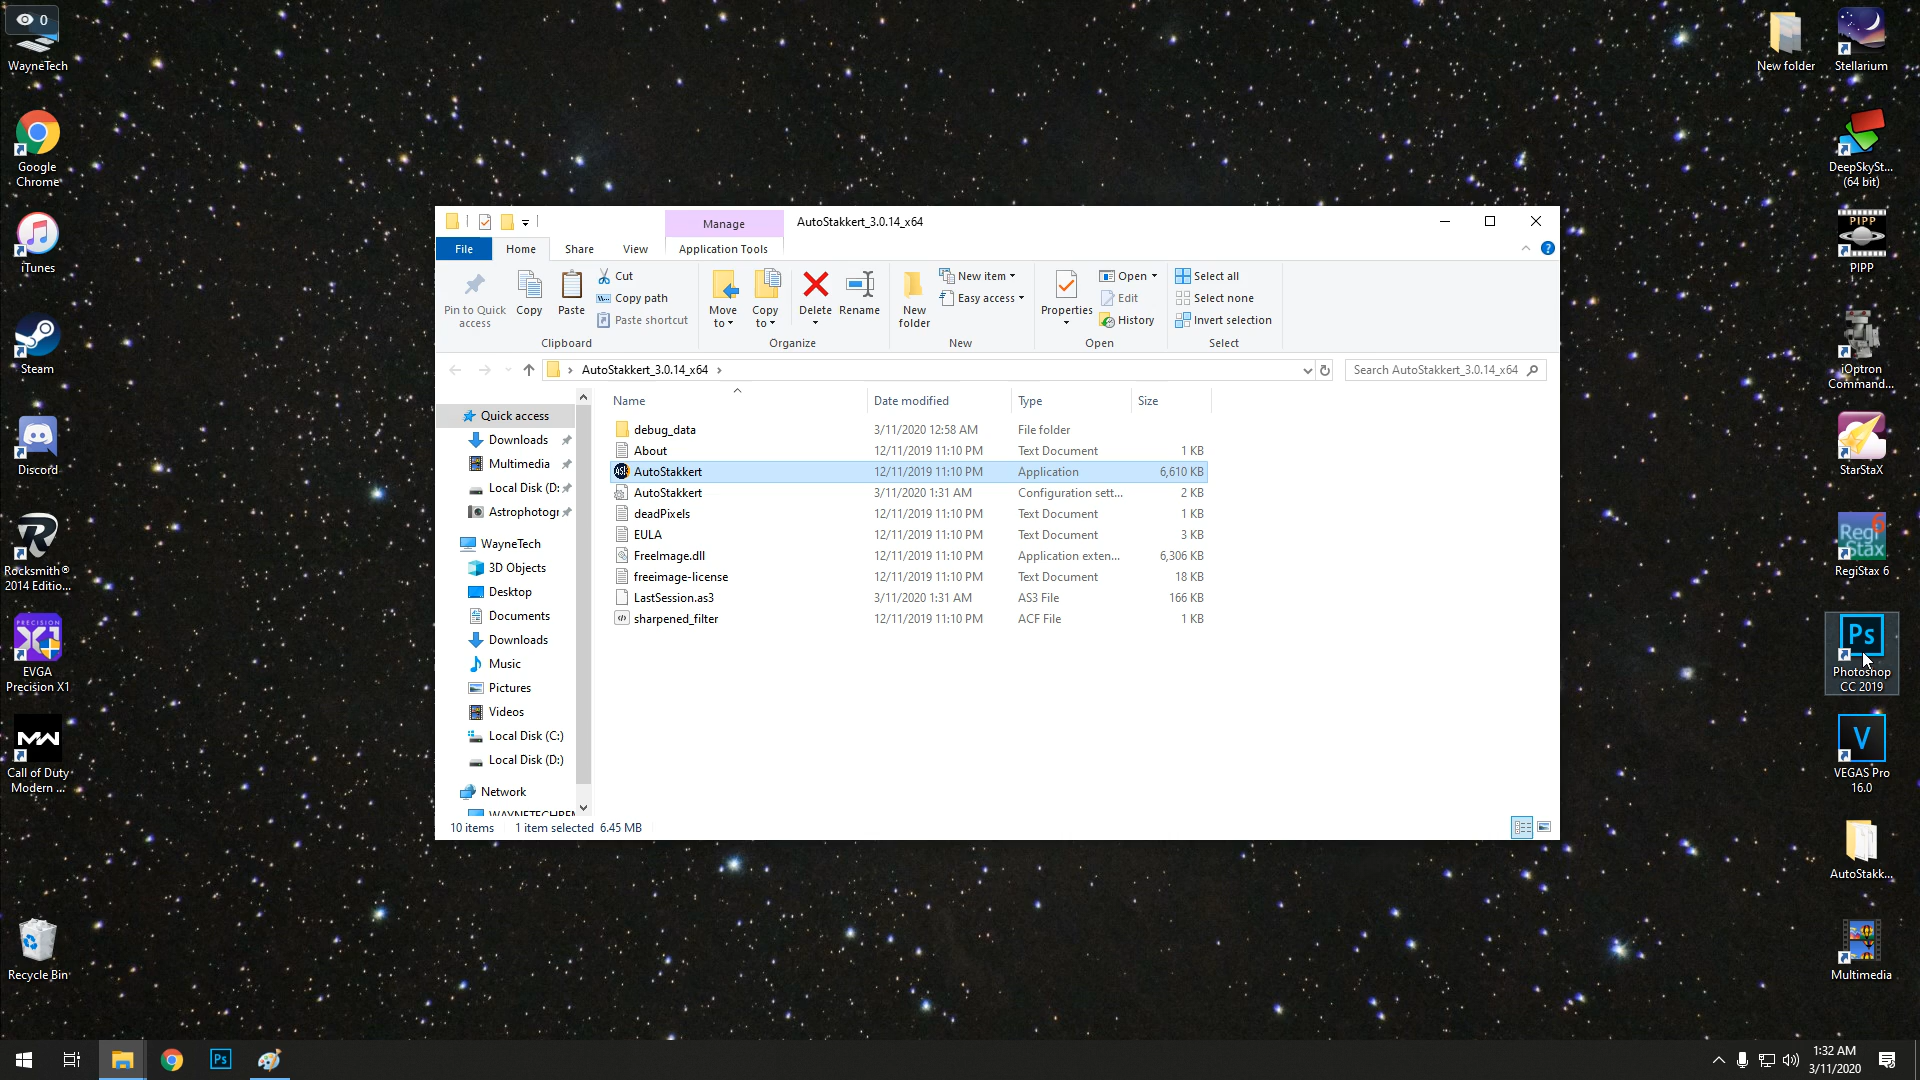 0
WayneTech
Google
Chrome
iTunes
Steam
Discord
Rocksmith®
2014 Editio...
PRECISION
X1
EVGA
Precision X1
MW
Call of Duty
Modern ...
Recycle Bin
Manage
AutoStakkert_3.0.14_x64
File
Home
Share
View
Application Tools
Pin to Quick
access
Copy
Paste
Cut
Copy path
Paste shortcut
Clipboard
Move
to
Copy
to
Delete
Rename
Organize
New
folder
New item
Easy access
New
Properties
Open
Edit
History
Open
Select all
Select none
Invert selection
Select
AutoStakkert_3.0.14_x64
Search AutoStakkert_3.0.14_x64
Quick access
Downloads
Multimedia
Local Disk (D:
Astrophotogr
WayneTech
3D Objects
Desktop
Documents
Downloads
Music
Pictures
Videos
Local Disk (C:)
Local Disk (D:)
Network
Name Date modified Type Size
debug_data 3/11/2020 12:58 AM File folder
About 12/11/2019 11:10 PM Text Document 1 KB
AutoStakkert 12/11/2019 11:10 PM Application 6,610 KB
AutoStakkert 3/11/2020 1:31 AM Configuration sett... 2 KB
deadPixels 12/11/2019 11:10 PM Text Document 1 KB
EULA 12/11/2019 11:10 PM Text Document 3 KB
FreeImage.dll 12/11/2019 11:10 PM Application exten... 6,306 KB
freeimage-license 12/11/2019 11:10 PM Text Document 18 KB
LastSession.as3 3/11/2020 1:31 AM AS3 File 166 KB
sharpened_filter 12/11/2019 11:10 PM ACF File 1 KB
10 items 1 item selected 6.45 MB
New folder
Stellarium
DeepSkySt...
(64 bit)
PIPP
PIPP
iOptron
Command...
StarStaX
6
Regi
Stax
RegiStax 6
Ps
Photoshop
CC 2019
V
VEGAS Pro
16.0
AutoStakk...
Multimedia
Ps
1:32 AM
3/11/2020